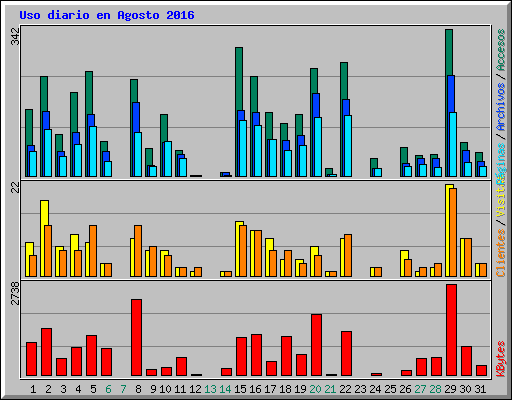 Uso diario en Agosto 2016
342
22
2738
Páginas / Archivos / Accesos
Clientes / Visitas
KBytes
1 2 3 4 5 6 7 8 9 10 11 12 13 14 15 16 17 18 19 20 21 22 23 24 25 26 27 28 29 30 31